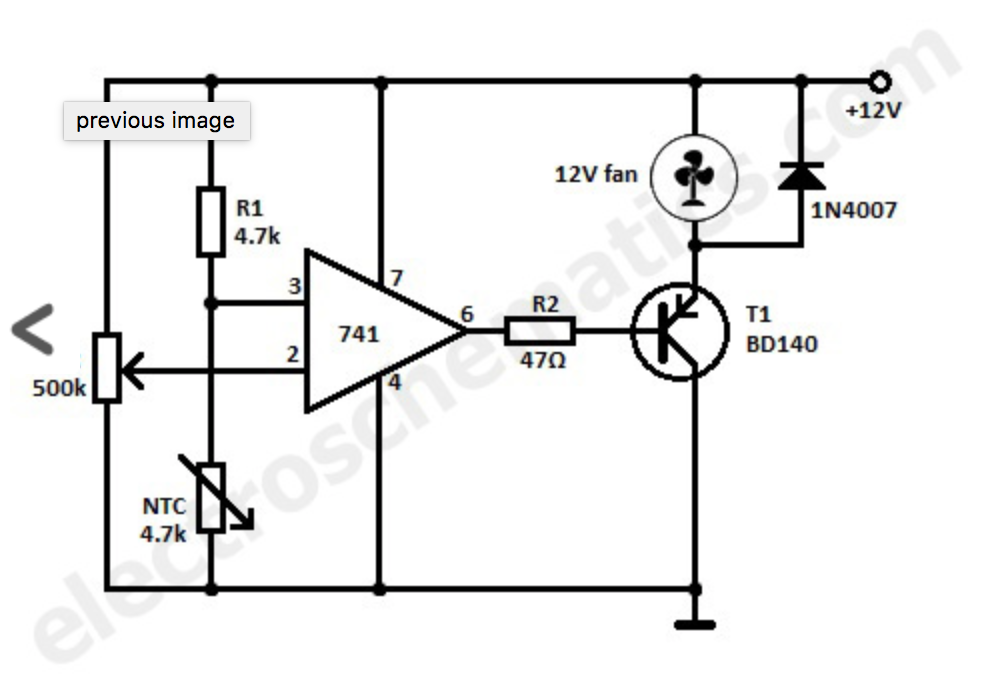 +12V
previous image
12V fan
1N4007
R1
4.7k
3
7
741
6
R2
47Ω
T1
BD140
2
4
500k
NTC
4.7k
electroschematics.com